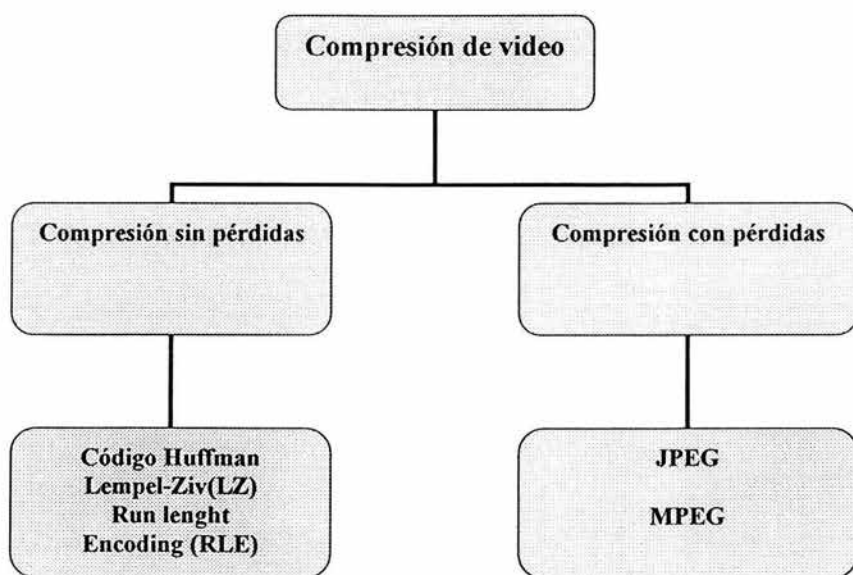 Compresión de video
Compresión sin pérdidas
Compresión con pérdidas
Código Huffman
Lempel-Ziv(LZ)
Run lenght
Encoding (RLE)
JPEG
MPEG